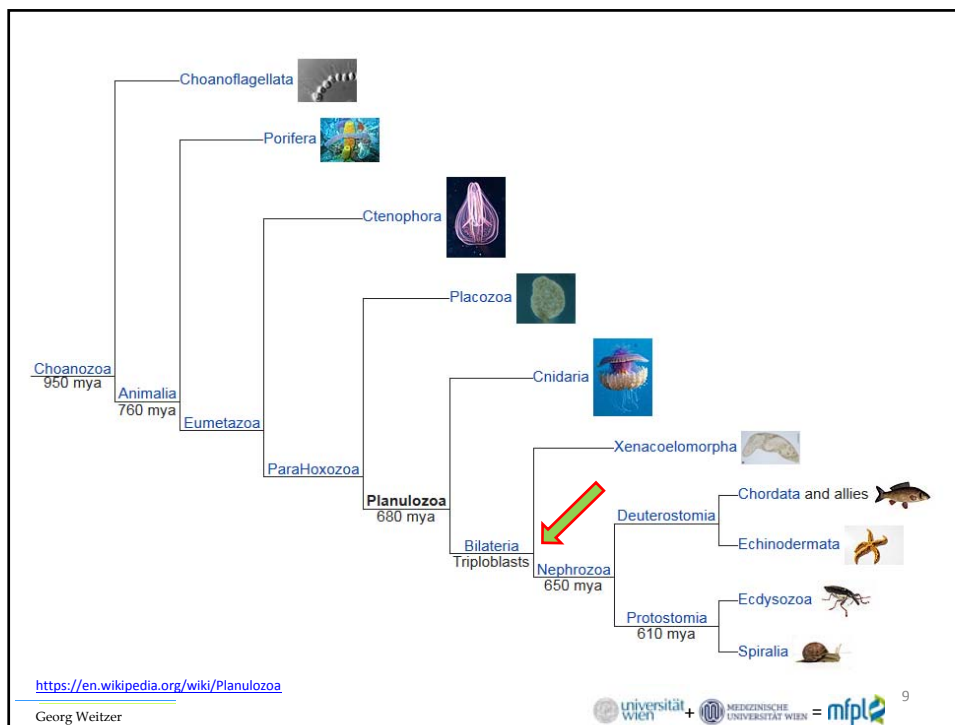 Choanoflagellata
Porifera
Ctenophora
Placozoa
Choanozoa
950 mya
Cnidaria
Animalia
760 mya
Eumetazoa
Xenacoelomorpha
ParaHoxozoa
Planulozoa
680 mya
Chordata and allies
Deuterostomia
Bilateria
Triploblasts
Echinodermata
Nephrozoa
650 mya
Ecdysozoa
Protostomia
610 mya
Spiralia
https://en.wikipedia.org/wiki/Planulozoa
Georg Weitzer
universität
wien
+
MEDIZINISCHE
UNIVERSITÄT WIEN
= mfpl
9